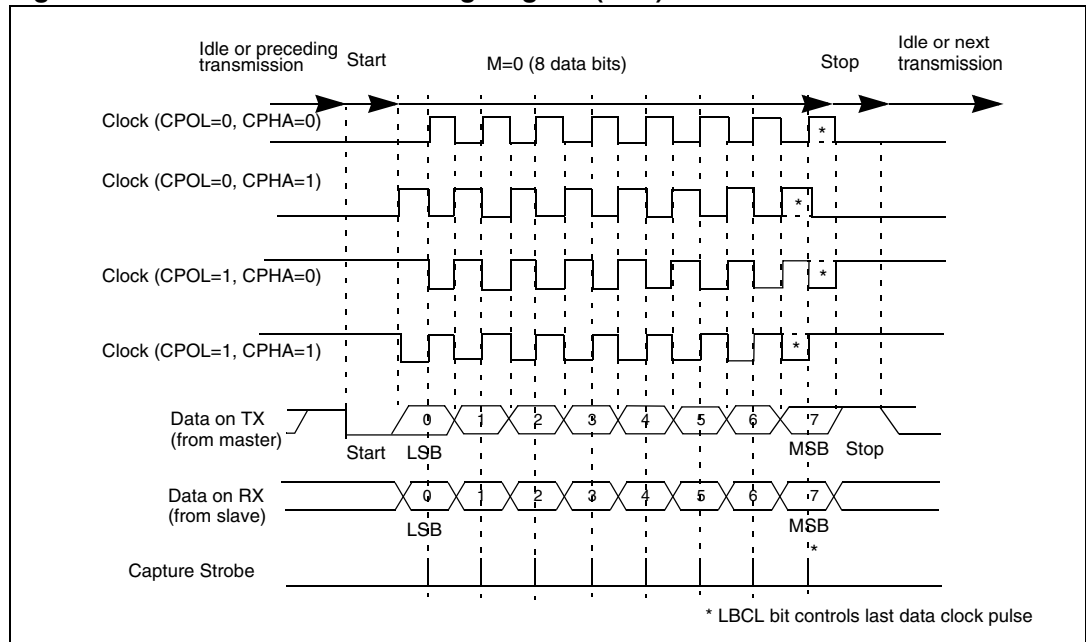 Idle or preceding
transmission
Start
M=0 (8 data bits)
Stop
Idle or next
transmission
Clock (CPOL=0, CPHA=0)
*
Clock (CPOL=0, CPHA=1)
*
Clock (CPOL=1, CPHA=0)
*
Clock (CPOL=1, CPHA=1)
*
Data on TX
(from master)
0 1 2 3 4 5 6 7
Start LSB MSB Stop
Data on RX
(from slave)
0 1 2 3 4 5 6 7
LSB MSB
*
Capture Strobe
* LBCL bit controls last data clock pulse